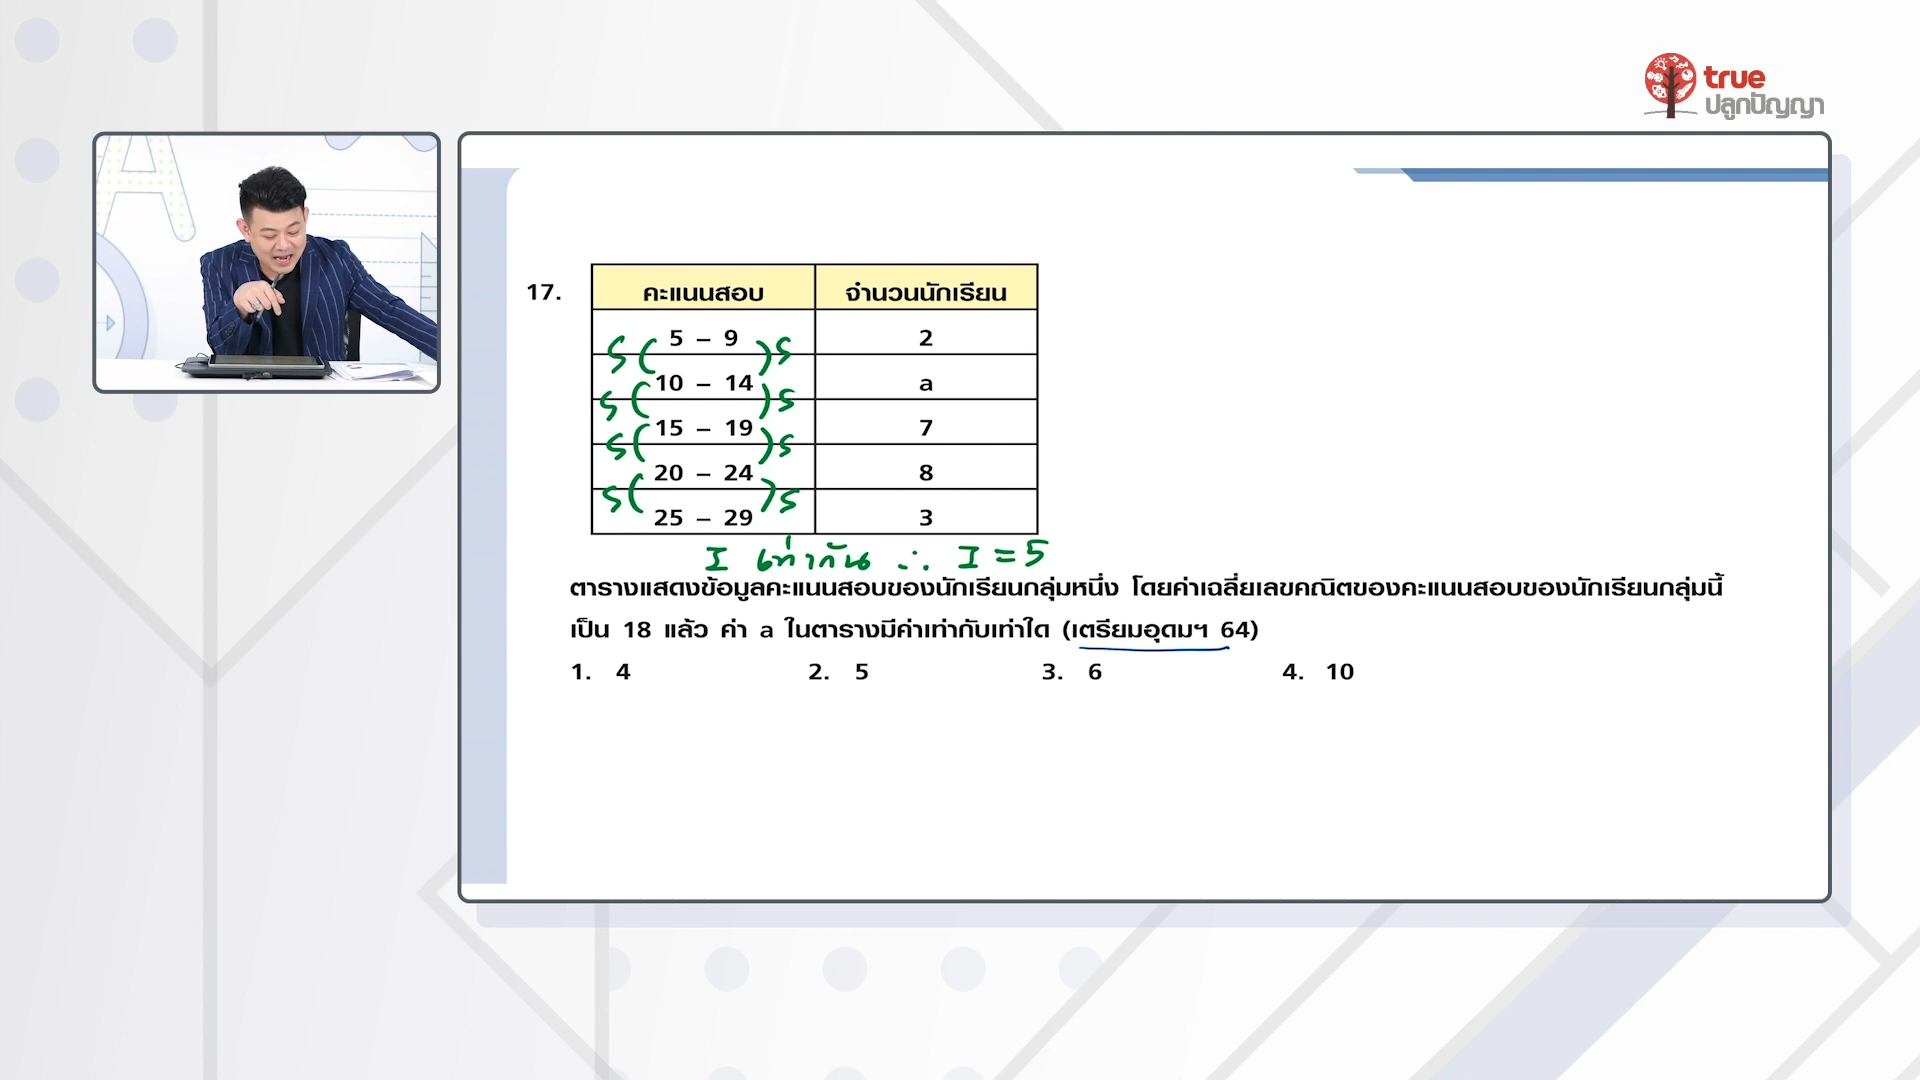 true
ปลูกปัญญา
17.
คะแนนสอบ จำนวนนักเรียน
5 – 9 2
5 ( ) 5
10 – 14 a
5 ( ) 5
15 – 19 7
5 ( ) 5
20 – 24 8
5 ( ) 5
25 – 29 3
I เท่ากัน ∴ I = 5
ตารางแสดงข้อมูลคะแนนสอบของนักเรียนกลุ่มหนึ่ง โดยค่าเฉลี่ยเลขคณิตของคะแนนสอบของนักเรียนกลุ่มนี้
เป็น 18 แล้ว ค่า a ในตารางมีค่าเท่ากับเท่าใด (เตรียมอุดมฯ 64)
1. 4 2. 5 3. 6 4. 10